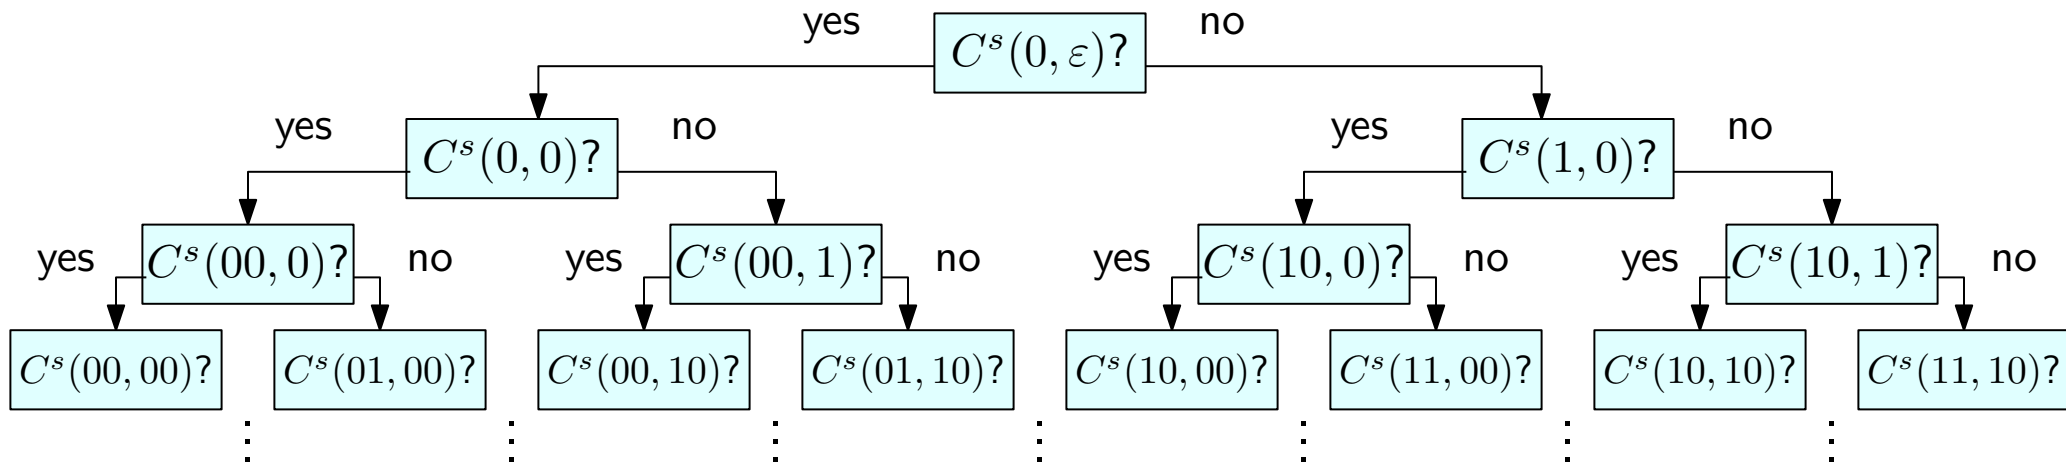 yes C^s(0, ε)? no
yes C^s(0, 0)? no yes C^s(1, 0)? no
yes C^s(00, 0)? no yes C^s(00, 1)? no yes C^s(10, 0)? no yes C^s(10, 1)? no
C^s(00, 00)? C^s(01, 00)? C^s(00, 10)? C^s(01, 10)? C^s(10, 00)? C^s(11, 00)? C^s(10, 10)? C^s(11, 10)?